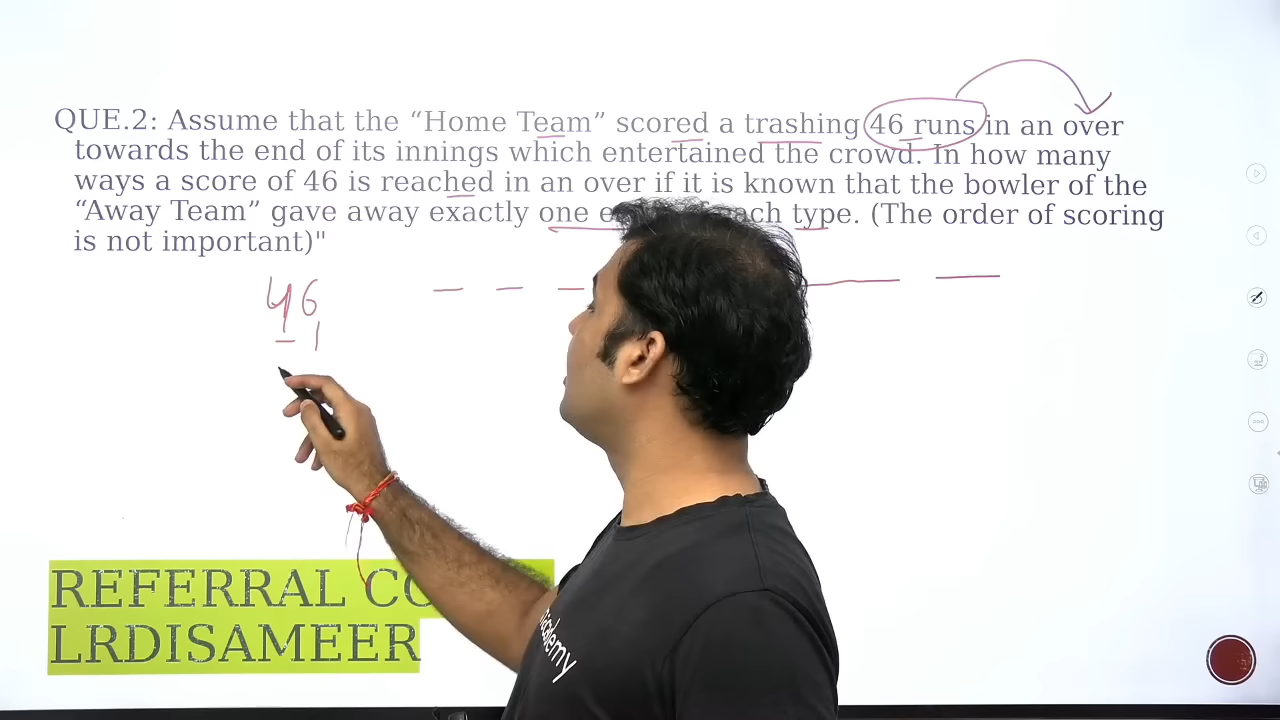 QUE.2: Assume that the “Home Team” scored a trashing 46 runs in an over
towards the end of its innings which entertained the crowd. In how many
ways a score of 46 is reached in an over if it is known that the bowler of the
“Away Team” gave away exactly one each type. (The order of scoring
is not important)"
46
1
REFERRAL
LRDISAMEER